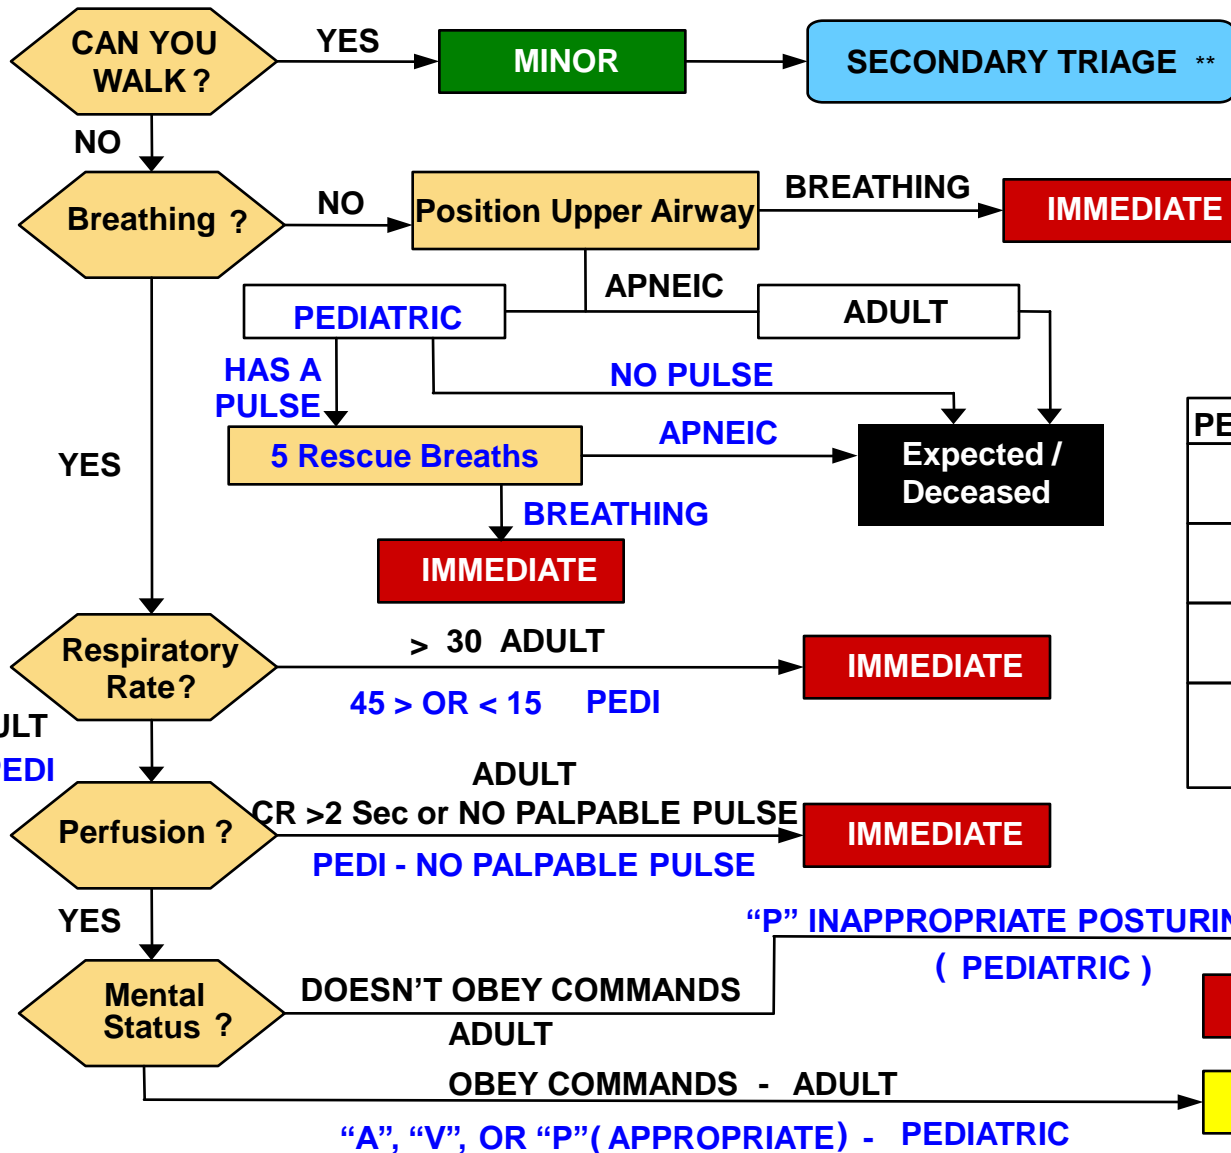 CAN YOU
WALK ?
YES
MINOR
SECONDARY TRIAGE **
NO
Breathing ?
NO
Position Upper Airway
BREATHING
IMMEDIATE
APNEIC
PEDIATRIC
ADULT
HAS A
PULSE
NO PULSE
5 Rescue Breaths
APNEIC
Expected /
Deceased
PE
YES
BREATHING
IMMEDIATE
Respiratory
Rate?
> 30 ADULT
45 > OR < 15 PEDI
IMMEDIATE
ULT
PEDI
Perfusion ?
ADULT
CR >2 Sec or NO PALPABLE PULSE
PEDI - NO PALPABLE PULSE
IMMEDIATE
YES
“P” INAPPROPRIATE POSTURIN
( PEDIATRIC )
Mental
Status ?
DOESN'T OBEY COMMANDS
ADULT
OBEY COMMANDS - ADULT
“A”, “V”, OR “P”( APPROPRIATE) - PEDIATRIC